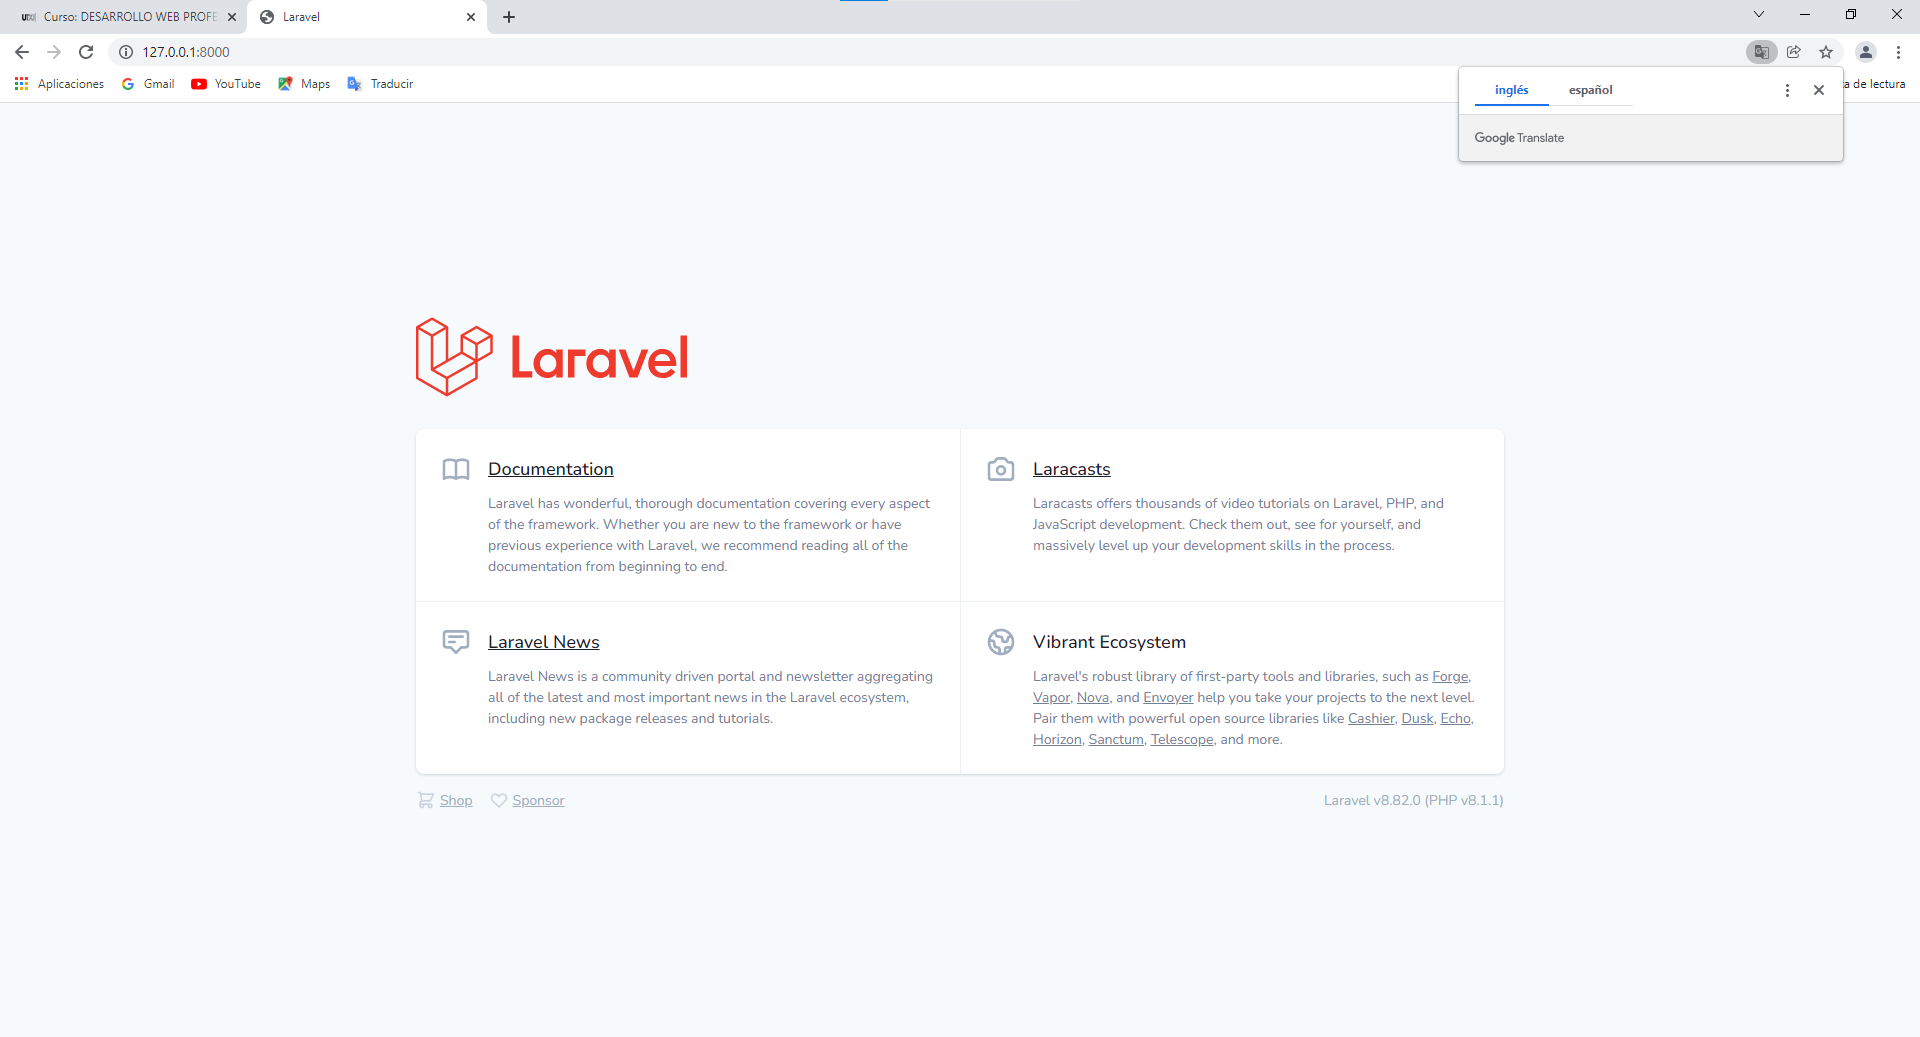 Curso: DESARROLLO WEB PROFE
Laravel
127.0.0.1:8000
Aplicaciones
Gmail
YouTube
Maps
Traducir
a de lectura
inglés
español
Google Translate
Laravel
Documentation
Laravel has wonderful, thorough documentation covering every aspect
of the framework. Whether you are new to the framework or have
previous experience with Laravel, we recommend reading all of the
documentation from beginning to end.
Laracasts
Laracasts offers thousands of video tutorials on Laravel, PHP, and
JavaScript development. Check them out, see for yourself, and
massively level up your development skills in the process.
Laravel News
Laravel News is a community driven portal and newsletter aggregating
all of the latest and most important news in the Laravel ecosystem,
including new package releases and tutorials.
Vibrant Ecosystem
Laravel's robust library of first-party tools and libraries, such as Forge,
Vapor, Nova, and Envoyer help you take your projects to the next level.
Pair them with powerful open source libraries like Cashier, Dusk, Echo,
Horizon, Sanctum, Telescope, and more.
Shop
Sponsor
Laravel v8.82.0 (PHP v8.1.1)